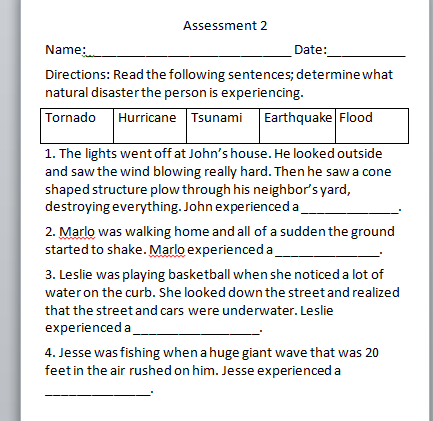 Assessment 2
Name:______________________________ Date:___________
Directions: Read the following sentences; determine what
natural disaster the person is experiencing.
Tornado Hurricane Tsunami Earthquake Flood
1. The lights went off at John's house. He looked outside
and saw the wind blowing really hard. Then he saw a cone
shaped structure plow through his neighbor's yard,
destroying everything. John experienced a______________.
2. Marlo was walking home and all of a sudden the ground
started to shake. Marlo experienced a_______________.
3. Leslie was playing basketball when she noticed a lot of
water on the curb. She looked down the street and realized
that the street and cars were underwater. Leslie
experienced a__________________.
4. Jesse was fishing when a huge giant wave that was 20
feet in the air rushed on him. Jesse experienced a
_______________.